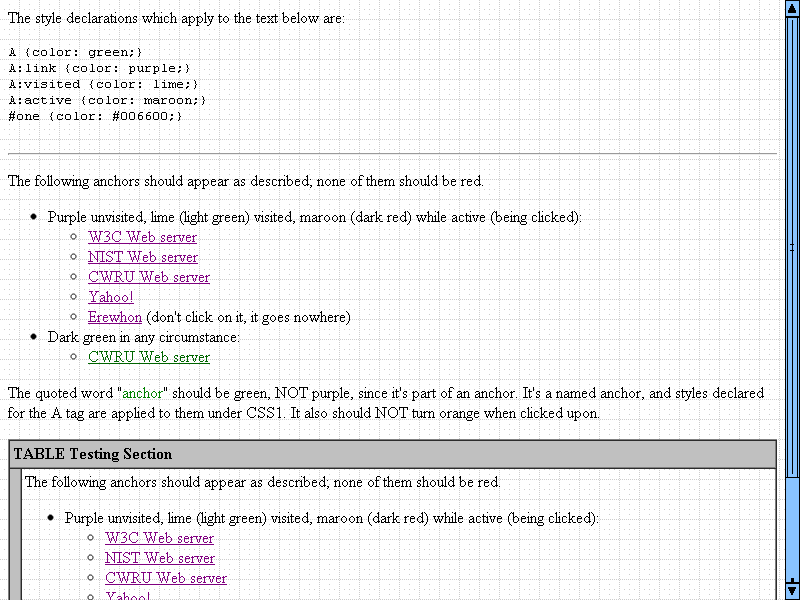 The style declarations which apply to the text below are:
A {color: green;}
A:link {color: purple;}
A:visited {color: lime;}
A:active {color: maroon;}
#one {color: #006600;}
The following anchors should appear as described; none of them should be red.
Purple unvisited, lime (light green) visited, maroon (dark red) while active (being clicked):
W3C Web server
NIST Web server
CWRU Web server
Yahoo!
Erewhon (don't click on it, it goes nowhere)
Dark green in any circumstance:
CWRU Web server
The quoted word "anchor" should be green, NOT purple, since it's part of an anchor. It's a named anchor, and styles declared
for the A tag are applied to them under CSS1. It also should NOT turn orange when clicked upon.
TABLE Testing Section
The following anchors should appear as described; none of them should be red.
Purple unvisited, lime (light green) visited, maroon (dark red) while active (being clicked):
W3C Web server
NIST Web server
CWRU Web server
Yahoo!